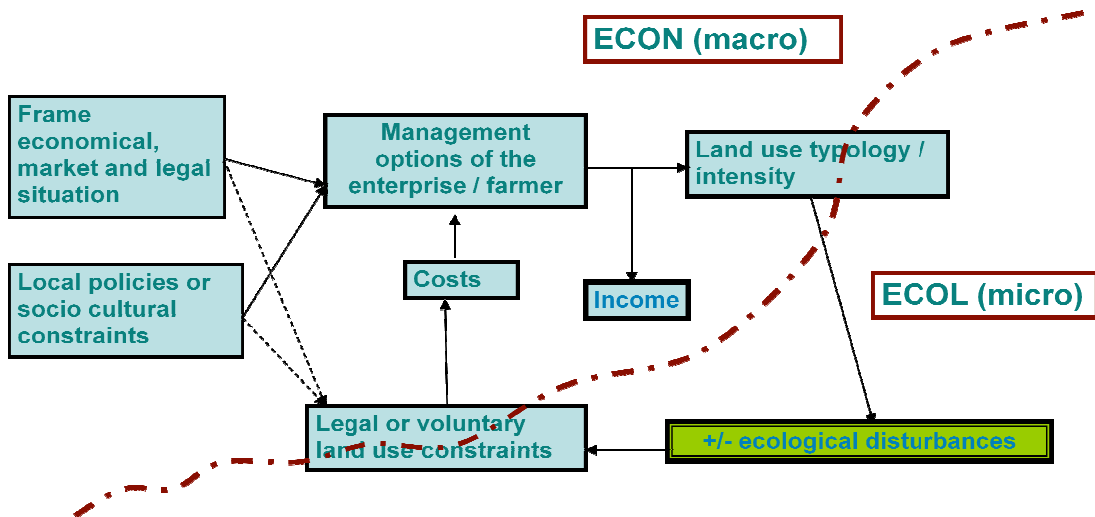 ECON (macro)
Frame
economical,
market and legal
situation
Management
options of the
enterprise / farmer
Land use typology /
intensity
Local policies or
socio cultural
constraints
Costs
Income
ECOL (micro)
Legal or voluntary
land use constraints
+/- ecological disturbances